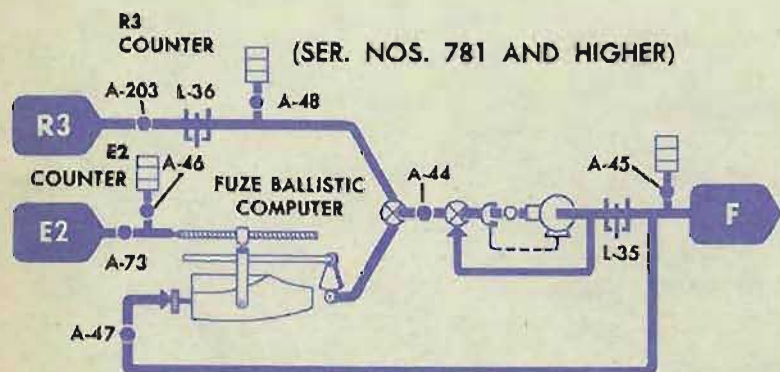 R3
COUNTER
(SER. NOS. 781 AND HIGHER)
A-203
L-36
A-48
R3
E2
COUNTER
A-46
FUZE BALLISTIC
COMPUTER
A-44
A-45
E2
F
A-73
L-35
A-47